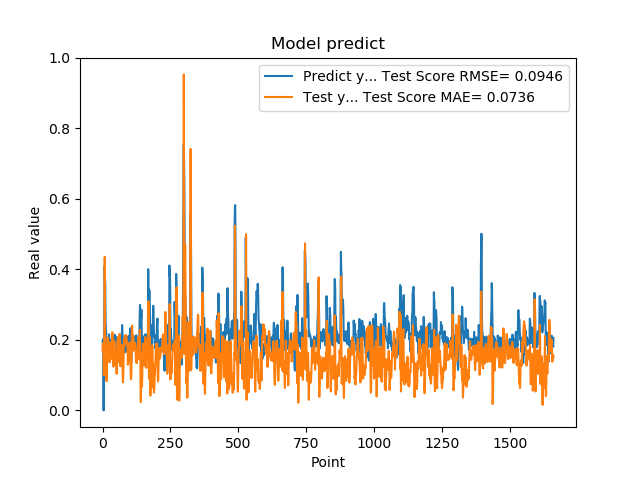 Model predict
Predict y... Test Score RMSE= 0.0946
Test y... Test Score MAE= 0.0736
Real value
1.0
0.8
0.6
0.4
0.2
0.0
0 250 500 750 1000 1250 1500
Point